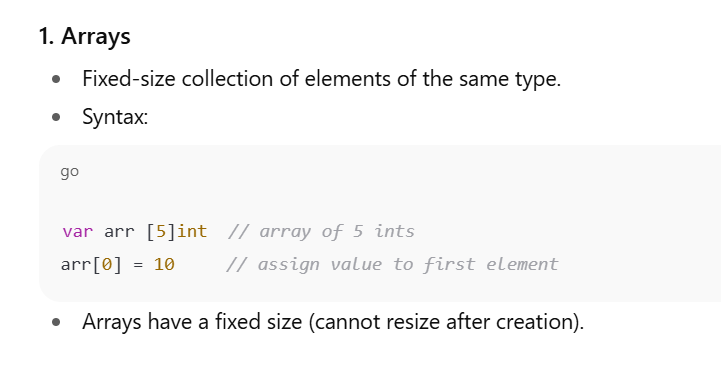 1. Arrays
• Fixed-size collection of elements of the same type.
• Syntax:
go
var arr [5]int  // array of 5 ints
arr[0] = 10     // assign value to first element
• Arrays have a fixed size (cannot resize after creation).